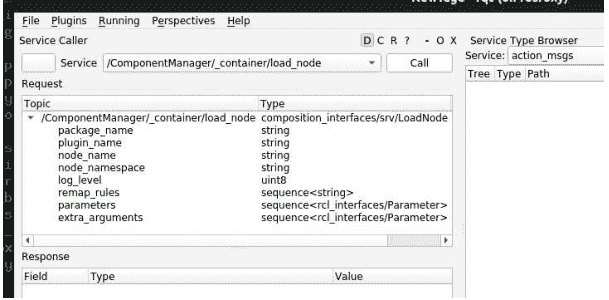 File Plugins Running Perspectives Help
Service Caller D C R ? - O X Service Type Browser
Service /ComponentManager/_container/load_node Call Service: action_msgs
Request Tree Type Path
Topic Type
/ComponentManager/_container/load_node composition_interfaces/srv/LoadNode
package_name string
plugin_name string
node_name string
node_namespace string
log_level uint8
remap_rules sequence<string>
parameters sequence<rcl_interfaces/Parameter>
extra_arguments sequence<rcl_interfaces/Parameter>
Response
Field Type Value